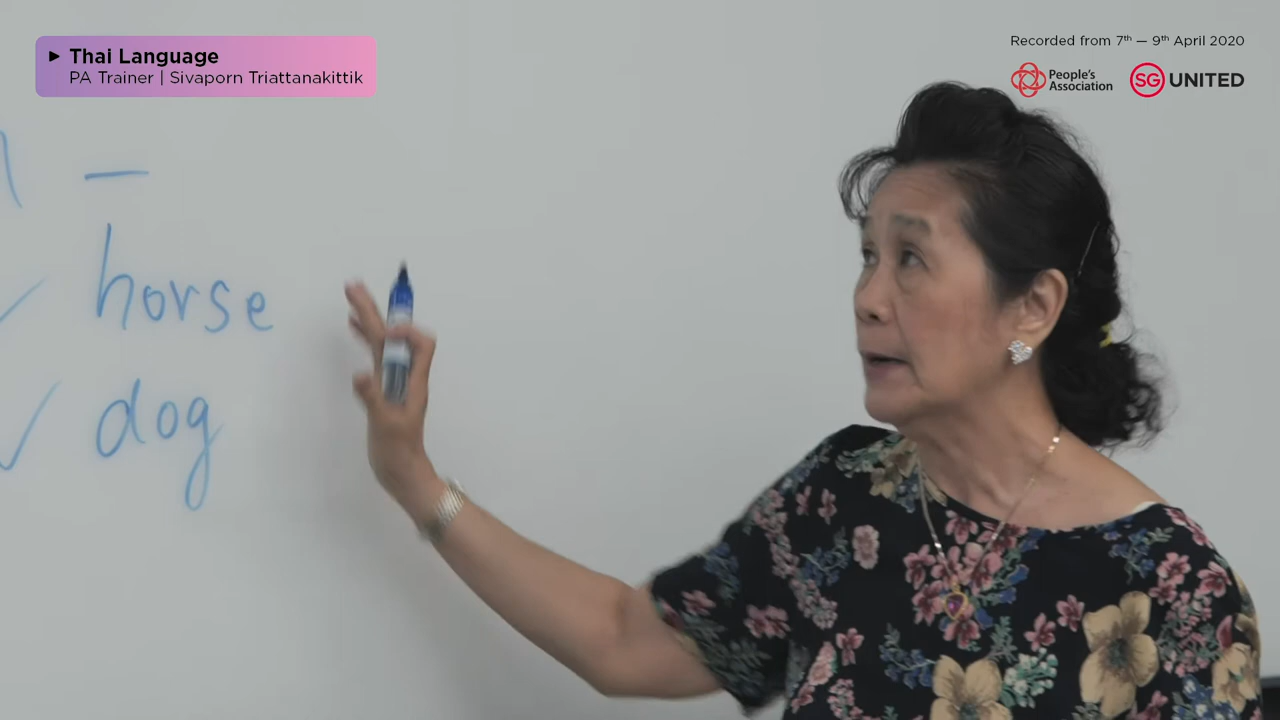 ► Thai Language
PA Trainer | Sivaporn Triattanakittik
Recorded from 7th — 9th April 2020
People's
Association
SG UNITED
—
✓ horse
✓ dog